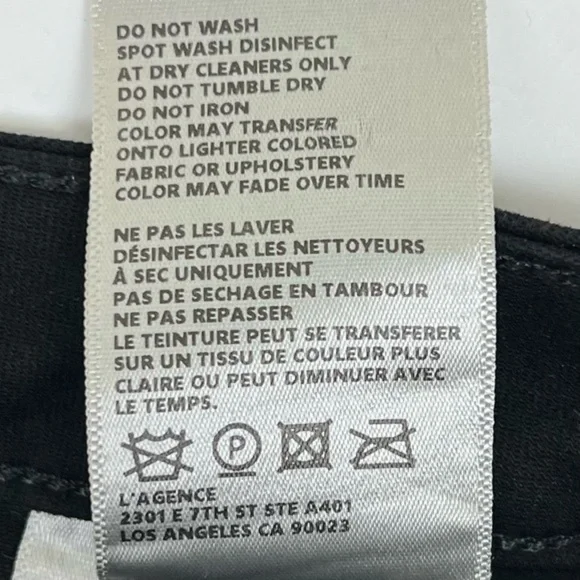 DO NOT WASH
SPOT WASH DISINFECT
AT DRY CLEANERS ONLY
DO NOT TUMBLE DRY
DO NOT IRON
COLOR MAY TRANSFER
ONTO LIGHTER COLORED
FABRIC OR UPHOLSTERY
COLOR MAY FADE OVER TIME
NE PAS LES LAVER
DÉSINFECTAR LES NETTOYEURS
À SEC UNIQUEMENT
PAS DE SECHAGE EN TAMBOUR
NE PAS REPASSER
LE TEINTURE PEUT SE TRANSFERER
SUR UN TISSU DE COULEUR PLUS
CLAIRE OU PEUT DIMINUER AVEC
LE TEMPS.
P
L'AGENCE
2301 E 7TH ST STE A401
LOS ANGELES CA 90023